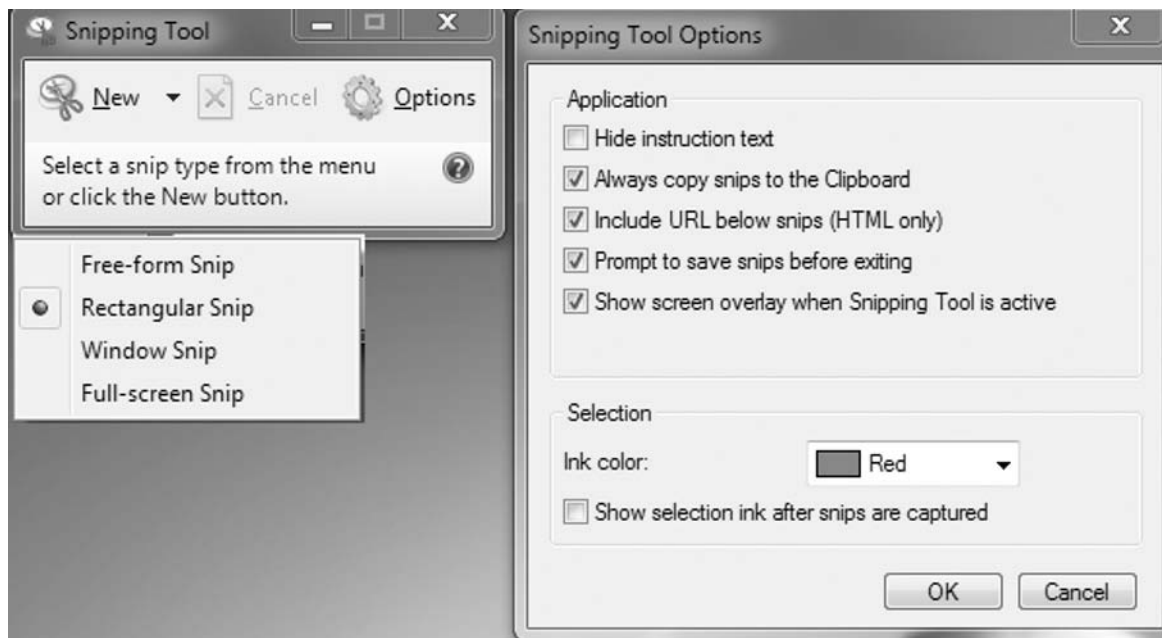 Snipping Tool
New
Cancel
Options
Select a snip type from the menu
or click the New button.
Free-form Snip
Rectangular Snip
Window Snip
Full-screen Snip
Snipping Tool Options
Application
Hide instruction text
Always copy snips to the Clipboard
Include URL below snips (HTML only)
Prompt to save snips before exiting
Show screen overlay when Snipping Tool is active
Selection
Ink color:
Red
Show selection ink after snips are captured
OK
Cancel